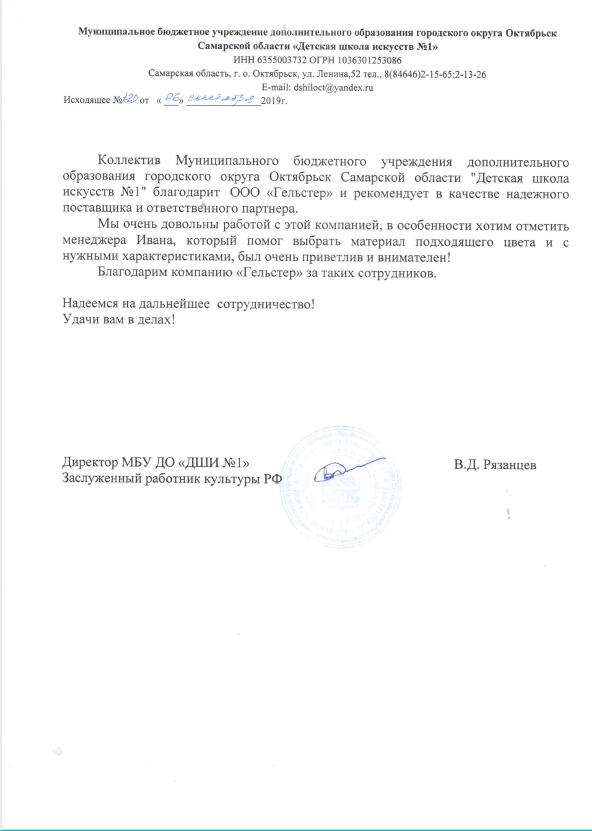 Муниципальное бюджетное учреждение дополнительного образования городского округа Октябрьск
Самарской области «Детская школа искусств №1»
ИНН 6355003732 ОГРН 1036301253086
Самарская область, г. о. Октябрьск, ул. Ленина,52 тел., 8(84646)2-15-65;2-13-26
E-mail: dshiloct@yandex.ru
Исходящее №120 от « 06 » сентября 2019г.
Коллектив Муниципального бюджетного учреждения дополнительного
образования городского округа Октябрьск Самарской области "Детская школа
искусств №1" благодарит ООО «Гельстер» и рекомендует в качестве надежного
поставщика и ответственного партнера.
Мы очень довольны работой с этой компанией, в особенности хотим отметить
менеджера Ивана, который помог выбрать материал подходящего цвета и с
нужными характеристиками, был очень приветлив и внимателен!
Благодарим компанию «Гельстер» за таких сотрудников.
Надеемся на дальнейшее сотрудничество!
Удачи вам в делах!
Директор МБУ ДО «ДШИ №1» В.Д. Рязанцев
Заслуженный работник культуры РФ